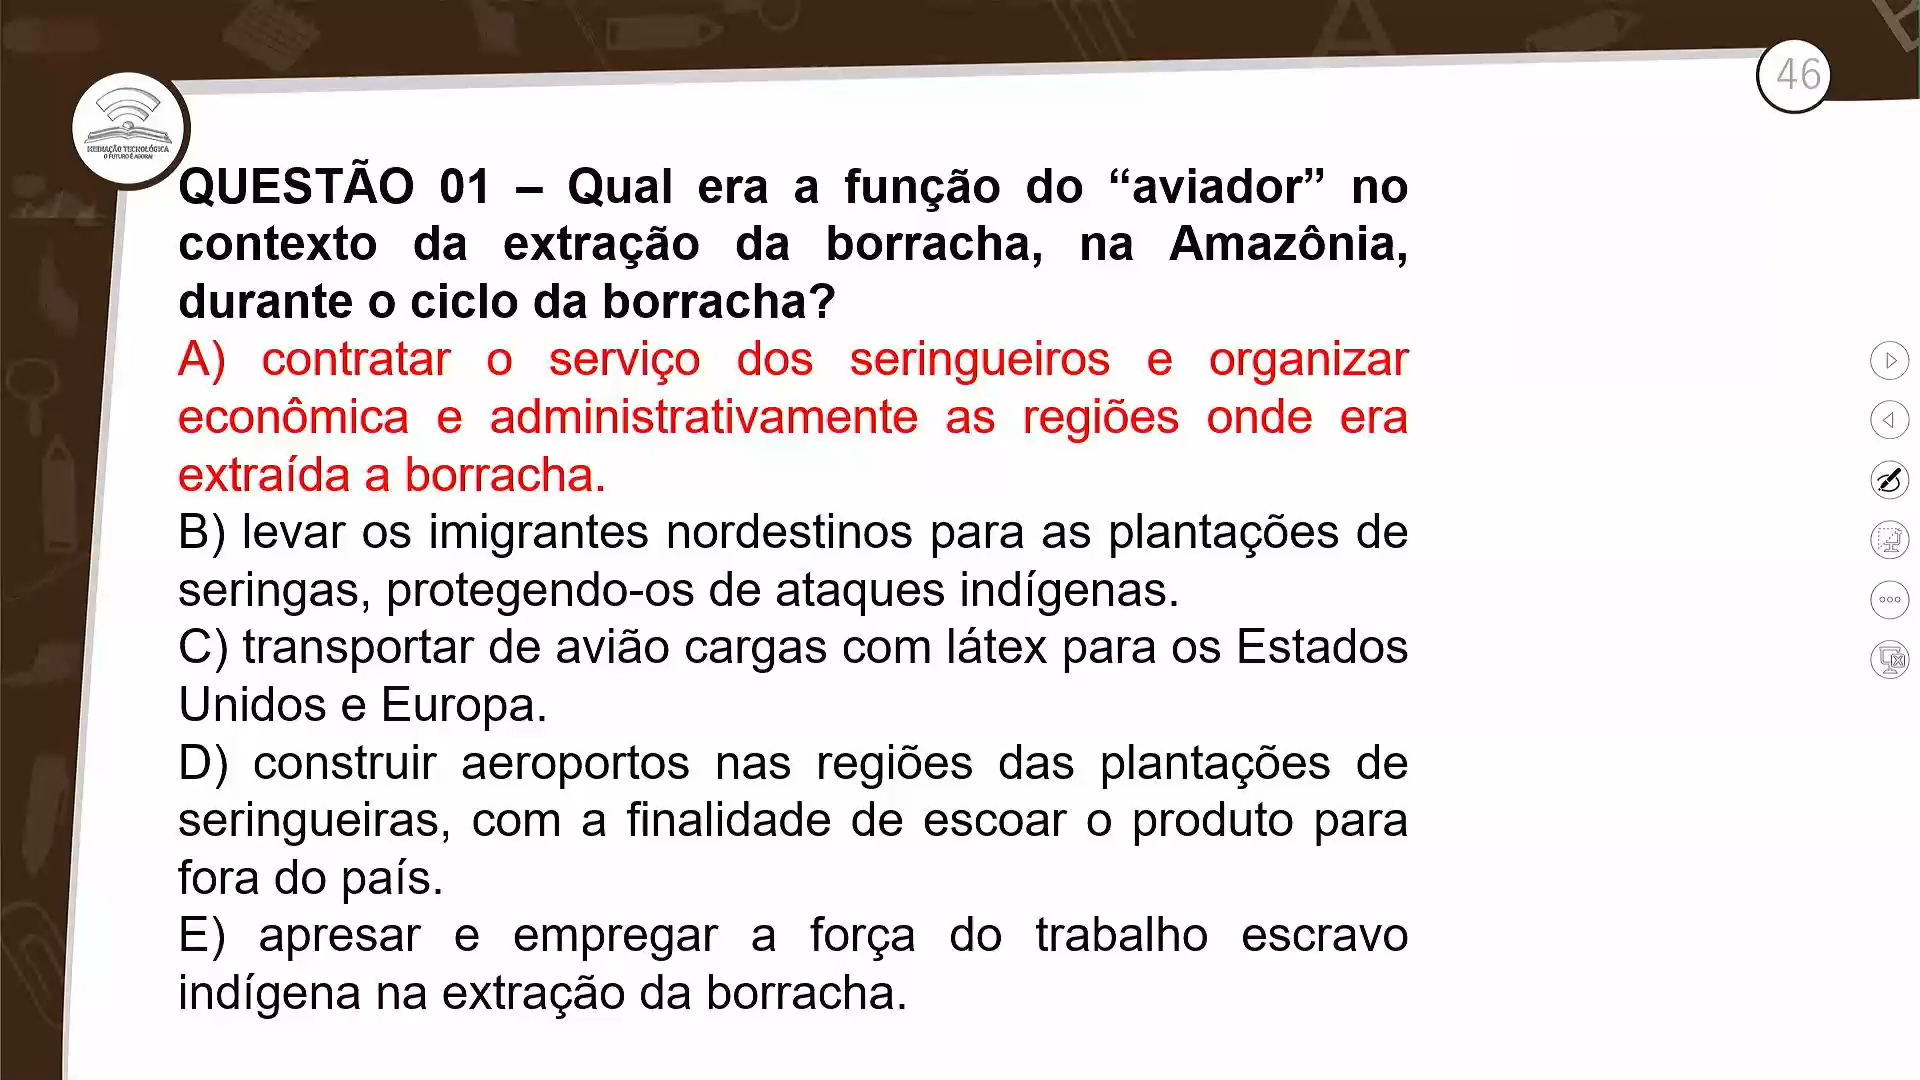 46
MEDIAÇÃO TECNOLÓGICA
O FUTURO É AGORA!
QUESTÃO 01 – Qual era a função do “aviador” no
contexto da extração da borracha, na Amazônia,
durante o ciclo da borracha?
A) contratar o serviço dos seringueiros e organizar
econômica e administrativamente as regiões onde era
extraída a borracha.
B) levar os imigrantes nordestinos para as plantações de
seringas, protegendo-os de ataques indígenas.
C) transportar de avião cargas com látex para os Estados
Unidos e Europa.
D) construir aeroportos nas regiões das plantações de
seringueiras, com a finalidade de escoar o produto para
fora do país.
E) apresar e empregar a força do trabalho escravo
indígena na extração da borracha.